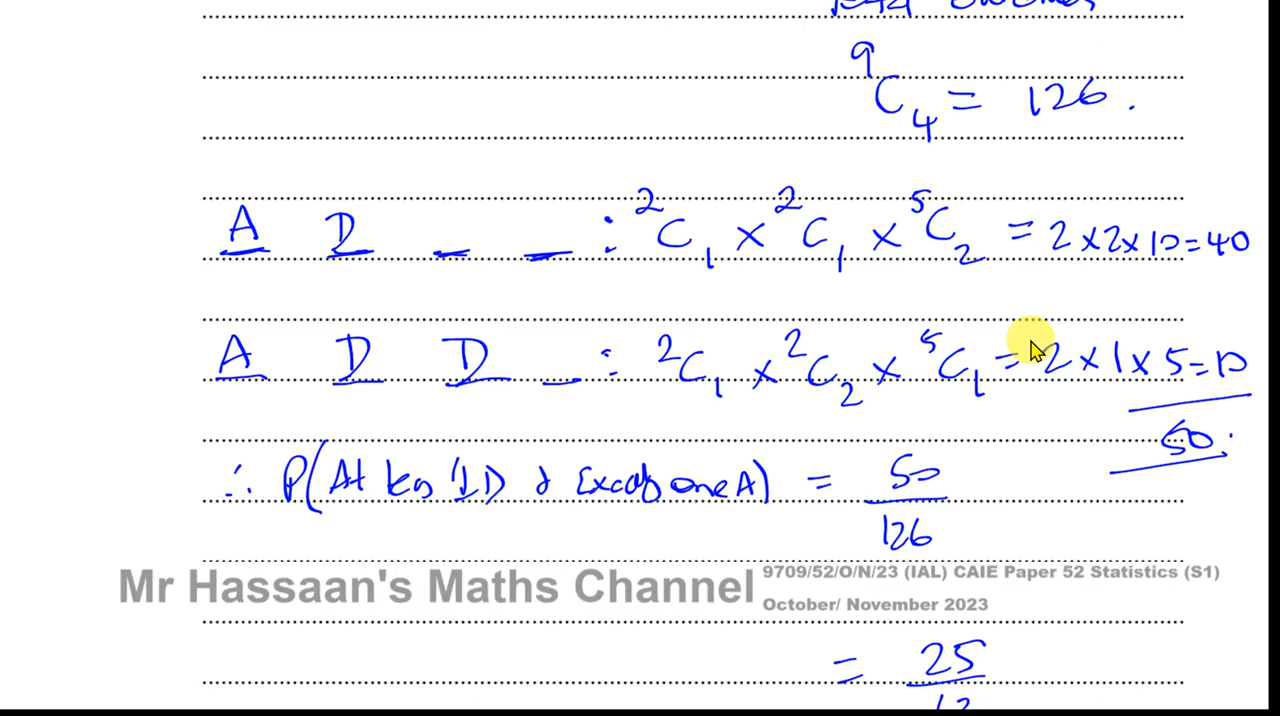 Total outcomes
⁹C₄ = 126.
A D _ _ : ²C₁ × ²C₁ × ⁵C₂ = 2×2×10=40
A D D _ : ²C₁ × ²C₂ × ⁵C₁ = 2×1×5=10
50.
∴ P(At least 1D & Exactly one A) = 50/126
Mr Hassaan's Maths Channel
9709/52/O/N/23 (IAL) CAIE Paper 52 Statistics (S1)
October/ November 2023
= 25